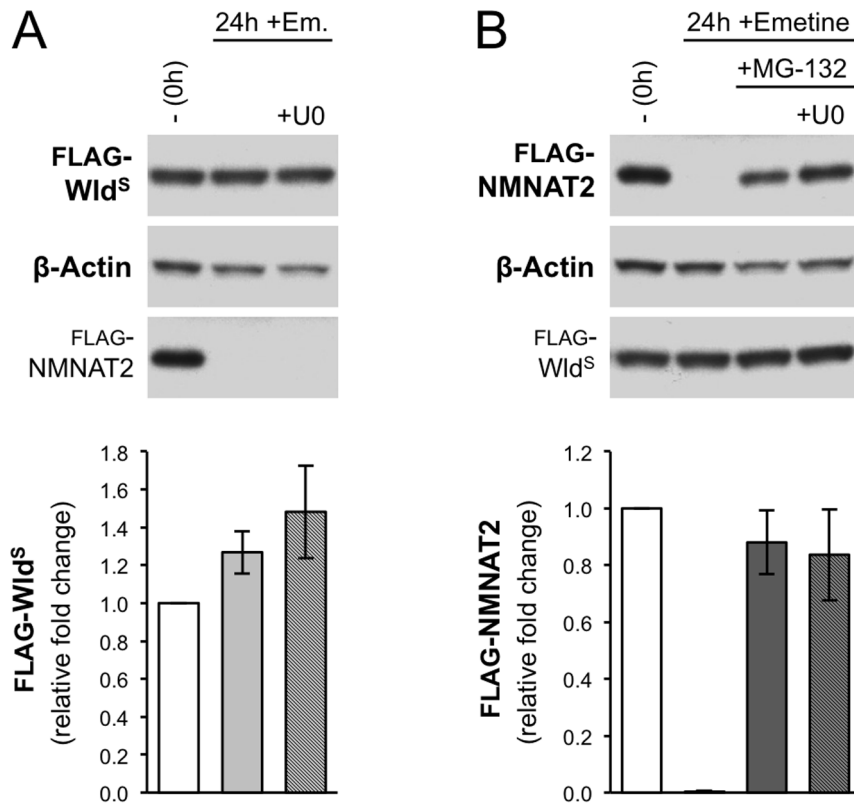 A
24h +Em.
- (0h)
+U0
FLAG-
Wldˢ
β-Actin
FLAG-
NMNAT2
1.8
1.6
1.4
1.2
1.0
0.8
0.6
0.4
0.2
0.0
FLAG-Wldˢ
(relative fold change)
B
24h +Emetine
+MG-132
- (0h)
+U0
FLAG-
NMNAT2
β-Actin
FLAG-
Wldˢ
1.2
1.0
0.8
0.6
0.4
0.2
0.0
FLAG-NMNAT2
(relative fold change)